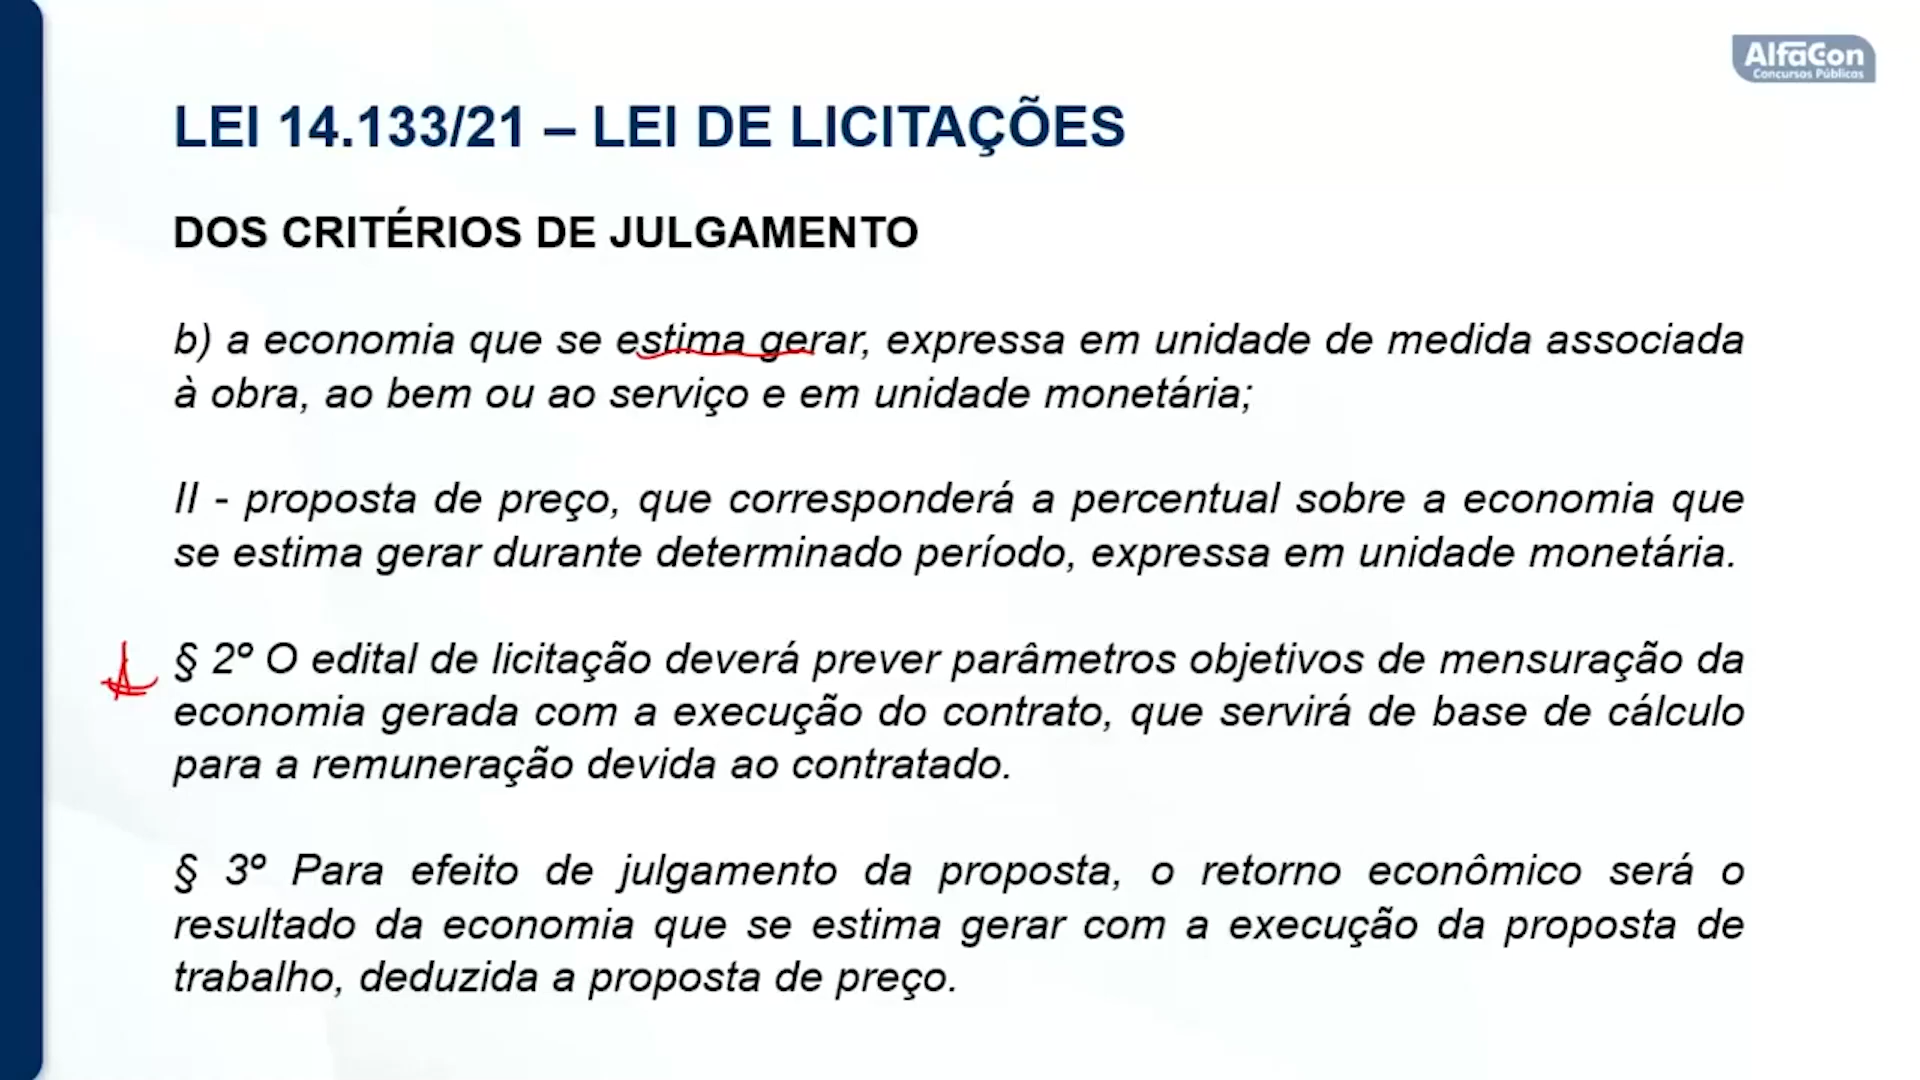 AlfaCon
Concursos Públicos
LEI 14.133/21 – LEI DE LICITAÇÕES
DOS CRITÉRIOS DE JULGAMENTO
b) a economia que se estima gerar, expressa em unidade de medida associada
à obra, ao bem ou ao serviço e em unidade monetária;
II - proposta de preço, que corresponderá a percentual sobre a economia que
se estima gerar durante determinado período, expressa em unidade monetária.
§ 2º O edital de licitação deverá prever parâmetros objetivos de mensuração da
economia gerada com a execução do contrato, que servirá de base de cálculo
para a remuneração devida ao contratado.
§ 3º Para efeito de julgamento da proposta, o retorno econômico será o
resultado da economia que se estima gerar com a execução da proposta de
trabalho, deduzida a proposta de preço.